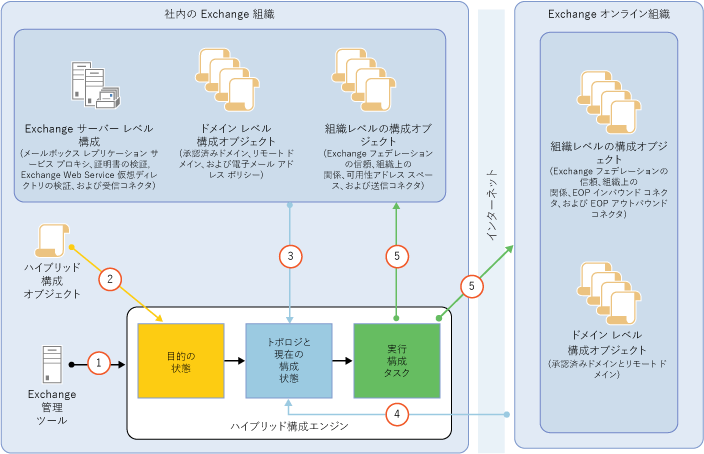 社内の Exchange 組織
Exchange サーバー レベル
構成
(メールボックス レプリケーション サ
ービス プロキシ、証明書の検証、
Exchange Web Service 仮想ディレ
クトリの検証、および受信コネクタ)
ドメイン レベル
構成オブジェクト
(承認済みドメイン、リモート ド
メイン、および電子メール アド
レス ポリシー)
組織レベルの構成オブ
ジェクト
(Exchange フェデレーション
の信頼、組織上の
関係、可用性アドレス スペー
ス、および送信コネクタ)
ハイブリッド
構成
オブジェクト
2
3
5
1
Exchange
管理
ツール
目的の
状態
トポロジと
現在の
構成
状態
実行
構成
タスク
4
ハイブリッド構成エンジン
インターネット
5
Exchange オンライン組織
組織レベルの構成オブジ
ェクト
(Exchange フェデレーションの
信頼、組織上の
関係、EOP インバウンド コネク
タ、および EOP アウトバウンド
コネクタ)
ドメイン レベル
構成オブジェクト
(承認済みドメインとリモート ド
メイン)